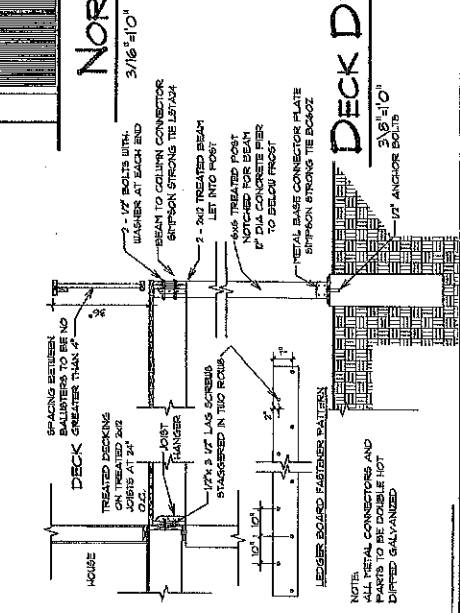 NOR
3/16"=1'0"
SPACING BETWEEN
BALUSTERS TO BE NO
GREATER THAN 4"
DECK
TREATED DECKING
ON TREATED 2x12
JOISTS AT 24"
O.C.
HOUSE
36"
JOIST
HANGER
1/2"x 3 1/2" LAG SCREWS
STAGGERED IN TWO ROWS
2 - 1/2" BOLTS WITH
WASHER AT EACH END
BEAM TO COLUMN CONNECTOR
SIMPSON STRONG TIE LSTA24
2 - 2x12 TREATED BEAM
LET INTO POST
6x6 TREATED POST
NOTCHED FOR BEAM
12" DIA CONCRETE PIER
TO BELOW FROST
METAL BASE CONNECTOR PLATE
SIMPSON STRONG TIE BC60Z
1/2" ANCHOR BOLTS
10" 10"
2"
1"
LEDGER BOARD FASTENER PATTERN
NOTE:
ALL METAL CONNECTORS AND
PARTS TO BE DOUBLE HOT
DIPPED GALVANIZED
DECK D
3\8"=1'0"